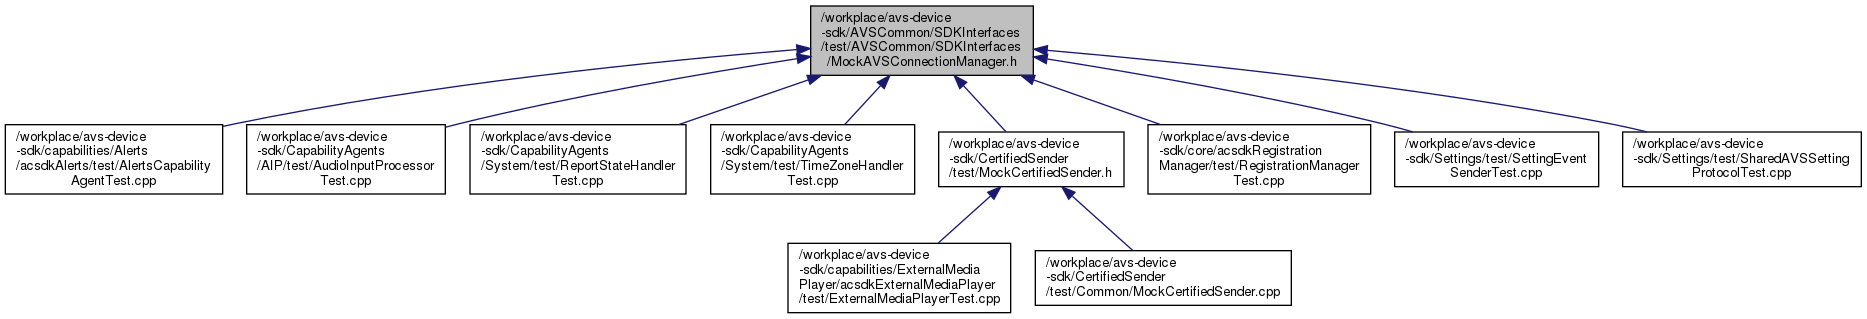 /workplace/avs-device
-sdk/AVSCommon/SDKInterfaces
/test/AVSCommon/SDKInterfaces
/MockAVSConnectionManager.h
/workplace/avs-device
-sdk/capabilities/Alerts
/acsdkAlerts/test/AlertsCapability
AgentTest.cpp
/workplace/avs-device
-sdk/CapabilityAgents
/AIP/test/AudioInputProcessor
Test.cpp
/workplace/avs-device
-sdk/CapabilityAgents
/System/test/ReportStateHandler
Test.cpp
/workplace/avs-device
-sdk/CapabilityAgents
/System/test/TimeZoneHandler
Test.cpp
/workplace/avs-device
-sdk/CertifiedSender
/test/MockCertifiedSender.h
/workplace/avs-device
-sdk/core/acsdkRegistration
Manager/test/RegistrationManager
Test.cpp
/workplace/avs-device
-sdk/Settings/test/SettingEvent
SenderTest.cpp
/workplace/avs-device
-sdk/Settings/test/SharedAVSSetting
ProtocolTest.cpp
/workplace/avs-device
-sdk/capabilities/ExternalMedia
Player/acsdkExternalMediaPlayer
/test/ExternalMediaPlayerTest.cpp
/workplace/avs-device
-sdk/CertifiedSender
/test/Common/MockCertifiedSender.cpp